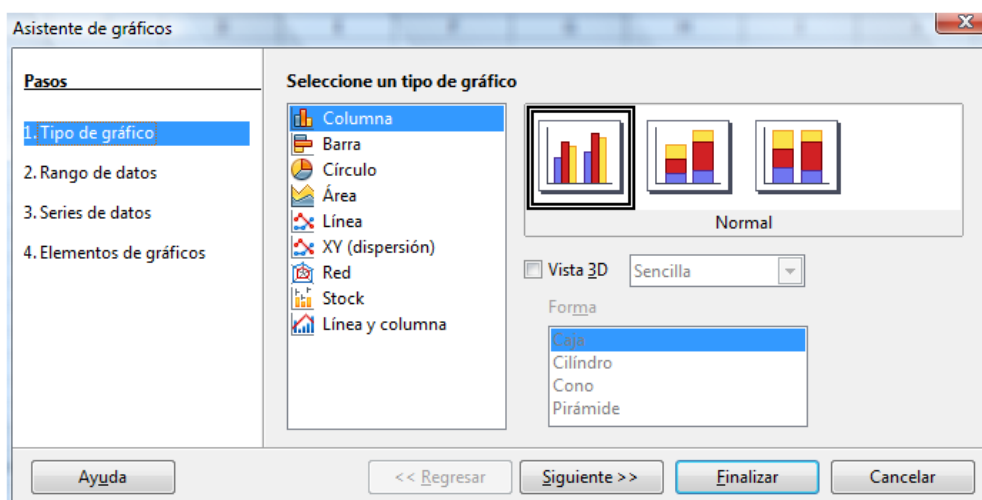 Asistente de gráficos
Pasos
1. Tipo de gráfico
2. Rango de datos
3. Series de datos
4. Elementos de gráficos
Seleccione un tipo de gráfico
Columna
Barra
Círculo
Área
Línea
XY (dispersión)
Red
Stock
Línea y columna
Normal
Vista 3D
Sencilla
Forma
Caja
Cilíndro
Cono
Pirámide
Ayuda
<< Regresar
Siguiente >>
Finalizar
Cancelar